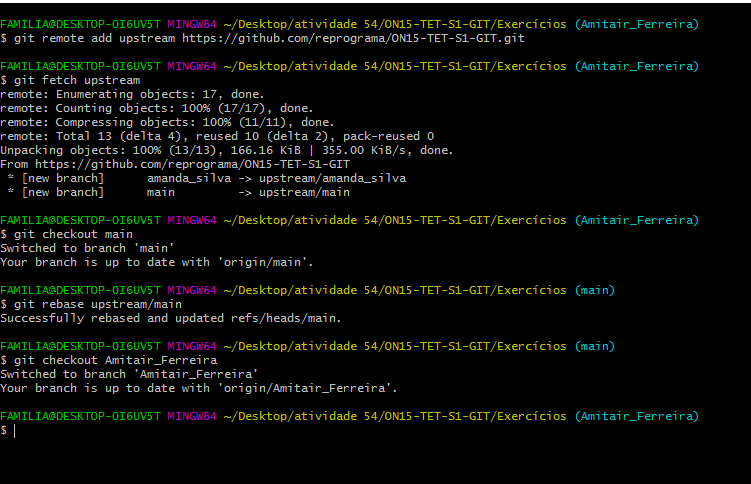 FAMILIA@DESKTOP-OI6UV5T MINGW64 ~/Desktop/atividade 54/ON15-TET-S1-GIT/Exercícios (Amitair_Ferreira)
$ git remote add upstream https://github.com/reprograma/ON15-TET-S1-GIT.git
FAMILIA@DESKTOP-OI6UV5T MINGW64 ~/Desktop/atividade 54/ON15-TET-S1-GIT/Exercícios (Amitair_Ferreira)
$ git fetch upstream
remote: Enumerating objects: 17, done.
remote: Counting objects: 100% (17/17), done.
remote: Compressing objects: 100% (11/11), done.
remote: Total 13 (delta 4), reused 10 (delta 2), pack-reused 0
Unpacking objects: 100% (13/13), 166.16 KiB | 355.00 KiB/s, done.
From https://github.com/reprograma/ON15-TET-S1-GIT
 * [new branch]      amanda_silva -> upstream/amanda_silva
 * [new branch]      main         -> upstream/main
FAMILIA@DESKTOP-OI6UV5T MINGW64 ~/Desktop/atividade 54/ON15-TET-S1-GIT/Exercícios (Amitair_Ferreira)
$ git checkout main
Switched to branch 'main'
Your branch is up to date with 'origin/main'.
FAMILIA@DESKTOP-OI6UV5T MINGW64 ~/Desktop/atividade 54/ON15-TET-S1-GIT/Exercícios (main)
$ git rebase upstream/main
Successfully rebased and updated refs/heads/main.
FAMILIA@DESKTOP-OI6UV5T MINGW64 ~/Desktop/atividade 54/ON15-TET-S1-GIT/Exercícios (main)
$ git checkout Amitair_Ferreira
Switched to branch 'Amitair_Ferreira'
Your branch is up to date with 'origin/Amitair_Ferreira'.
FAMILIA@DESKTOP-OI6UV5T MINGW64 ~/Desktop/atividade 54/ON15-TET-S1-GIT/Exercícios (Amitair_Ferreira)
$